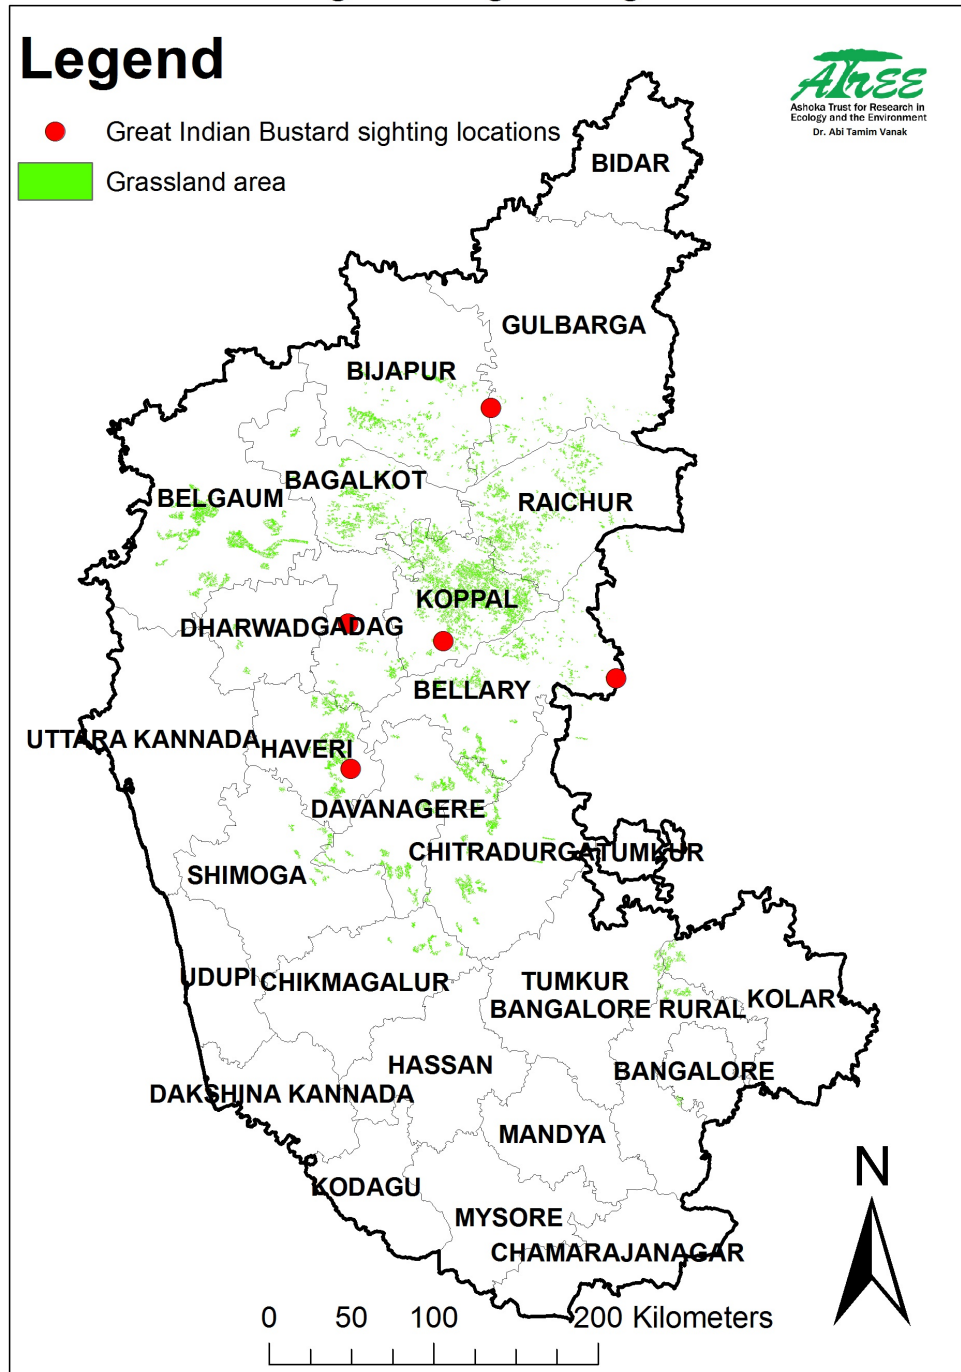 Legend
Great Indian Bustard sighting locations
Grassland area
ATREE
Ashoka Trust for Research in
Ecology and the Environment
Dr. Abi Tamim Vanak
BIDAR
GULBARGA
BIJAPUR
BAGALKOT
BELGAUM
RAICHUR
KOPPAL
DHARWAD
GADAG
BELLARY
UTTARA KANNADA
HAVERI
DAVANAGERE
CHITRADURGA
TUMKUR
SHIMOGA
UDUPI
CHIKMAGALUR
TUMKUR
BANGALORE RURAL
KOLAR
HASSAN
BANGALORE
DAKSHINA KANNADA
MANDYA
KODAGU
MYSORE
CHAMARAJANAGAR
N
0 50 100 200 Kilometers